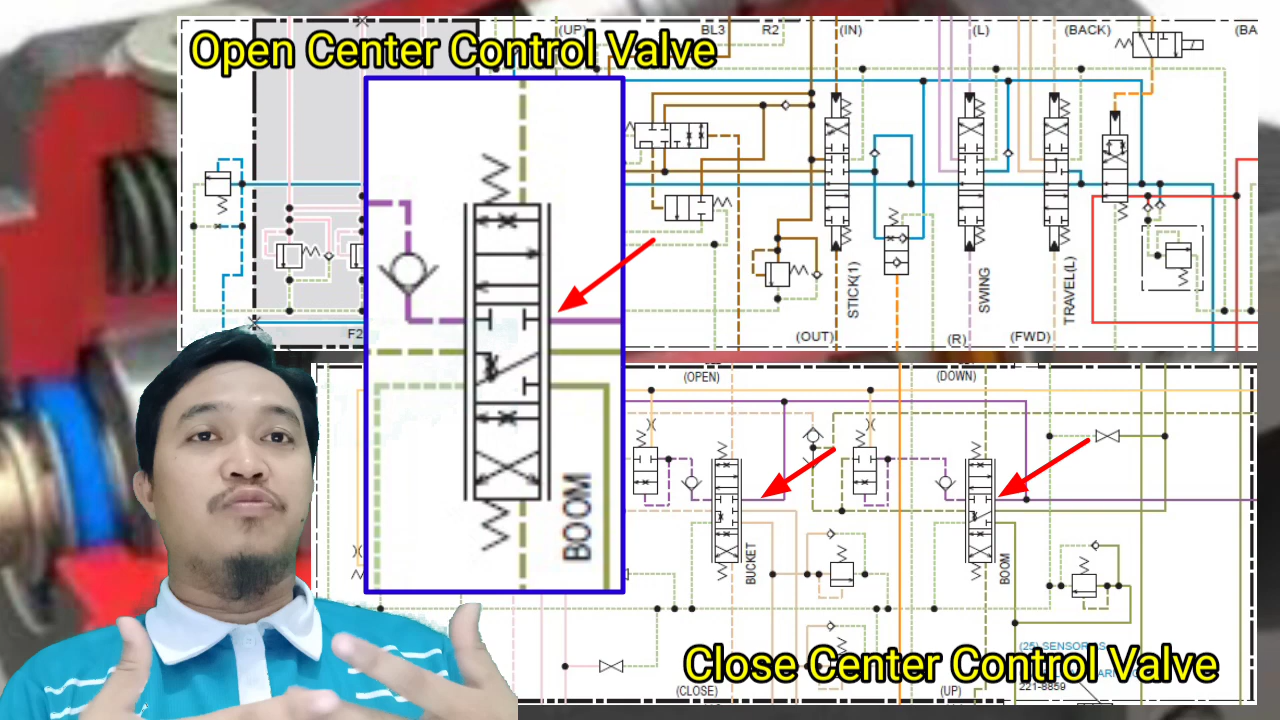 Open Center Control Valve
(UP)
BL3
R2
(IN)
(L)
(BACK)
(BA
F2
STICK(1)
SWING
TRAVEL(L)
(OUT)
(R)
(FWD)
BOOM
(OPEN)
(DOWN)
BUCKET
BOOM
(25) SENSOR
Close Center Control Valve
221-8859
(CLOSE)
(UP)